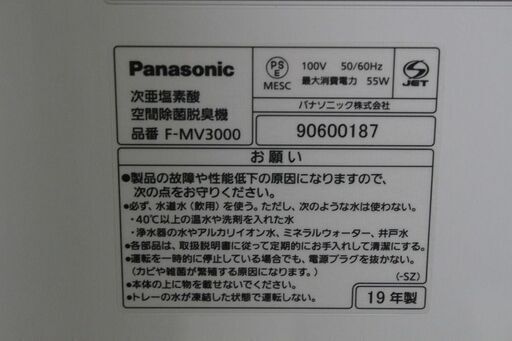 Panasonic
次亜塩素酸
空間除菌脱臭機
品番 F-MV3000
PS
E
MESC
100V 50/60Hz
最大消費電力 55W
S
JET
パナソニック株式会社
90600187
お願い
●製品の故障や性能低下の原因になりますので、
次の点をお守りください。
●必ず、水道水（飲用）を使う。ただし、次のような水は使わない。
・40℃以上の温水や洗剤を入れた水
・浄水器の水やアルカリイオン水、ミネラルウォーター、井戸水
●各部品は、取扱説明書に従って定期的にお手入れして清潔にする。
●運転を一時的に停止している場合でも、電源プラグを抜かない。
（カビや雑菌が繁殖する原因になります。）
(-SZ)
●本体の上に物を載せないでください。
●トレーの水が凍結した状態で運転しない。
19 年製